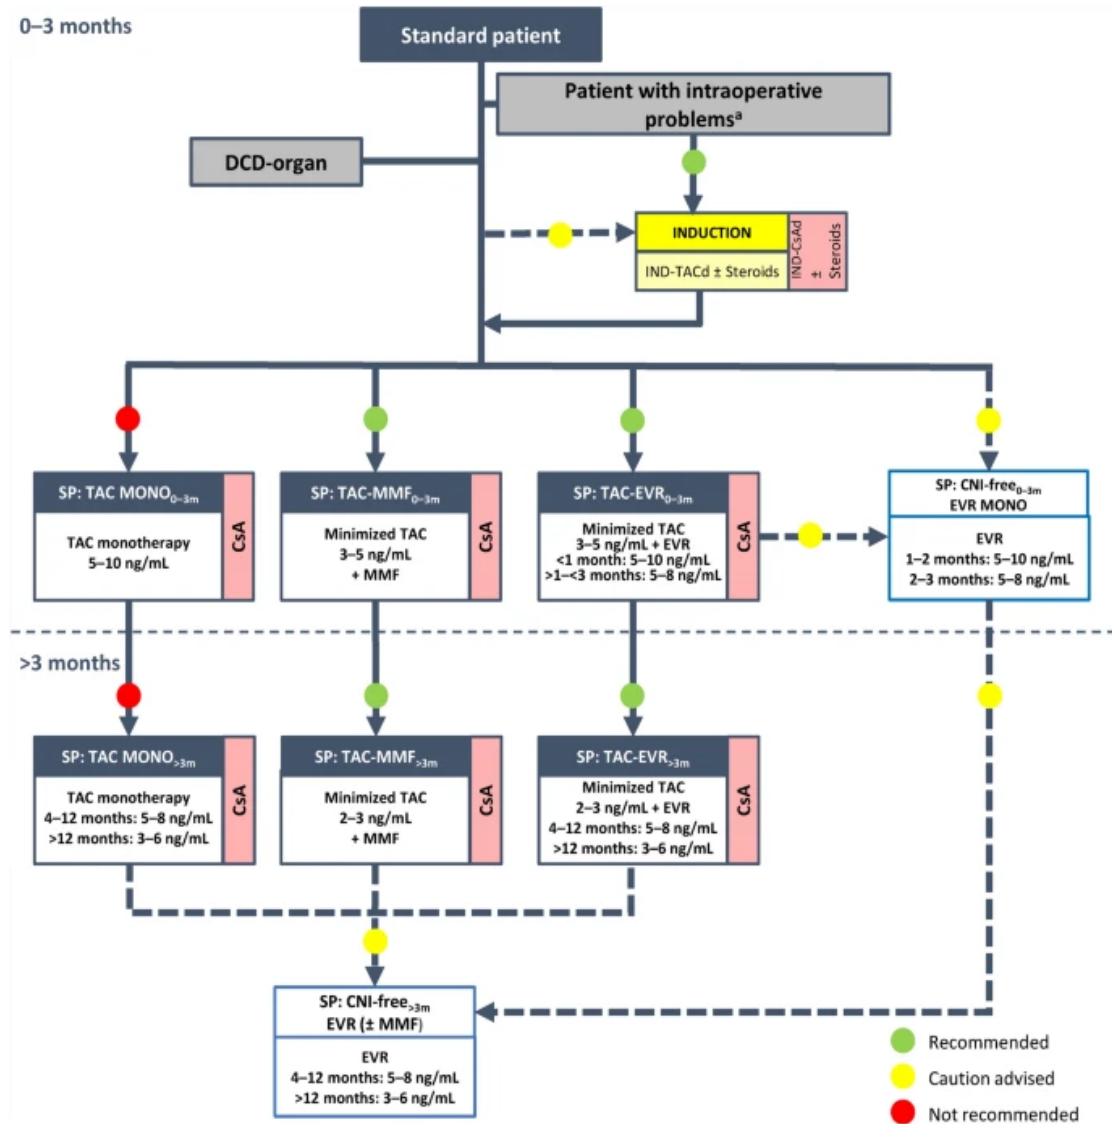 0–3 months
Standard patient
Patient with intraoperative
problemsᵃ
DCD-organ
INDUCTION
IND-TACd ± Steroids
IND-CsAd
±
Steroids
SP: TAC MONO₀₋₃ₘ
TAC monotherapy
5–10 ng/mL
CsA
SP: TAC-MMF₀₋₃ₘ
Minimized TAC
3–5 ng/mL
+ MMF
CsA
SP: TAC-EVR₀₋₃ₘ
Minimized TAC
3–5 ng/mL + EVR
<1 month: 5–10 ng/mL
>1–<3 months: 5–8 ng/mL
CsA
SP: CNI-free₀₋₃ₘ
EVR MONO
EVR
1–2 months: 5–10 ng/mL
2–3 months: 5–8 ng/mL
>3 months
SP: TAC MONO>₃ₘ
TAC monotherapy
4–12 months: 5–8 ng/mL
>12 months: 3–6 ng/mL
CsA
SP: TAC-MMF>₃ₘ
Minimized TAC
2–3 ng/mL
+ MMF
CsA
SP: TAC-EVR>₃ₘ
Minimized TAC
2–3 ng/mL + EVR
4–12 months: 5–8 ng/mL
>12 months: 3–6 ng/mL
CsA
SP: CNI-free>₃ₘ
EVR (± MMF)
EVR
4–12 months: 5–8 ng/mL
>12 months: 3–6 ng/mL
Recommended
Caution advised
Not recommended